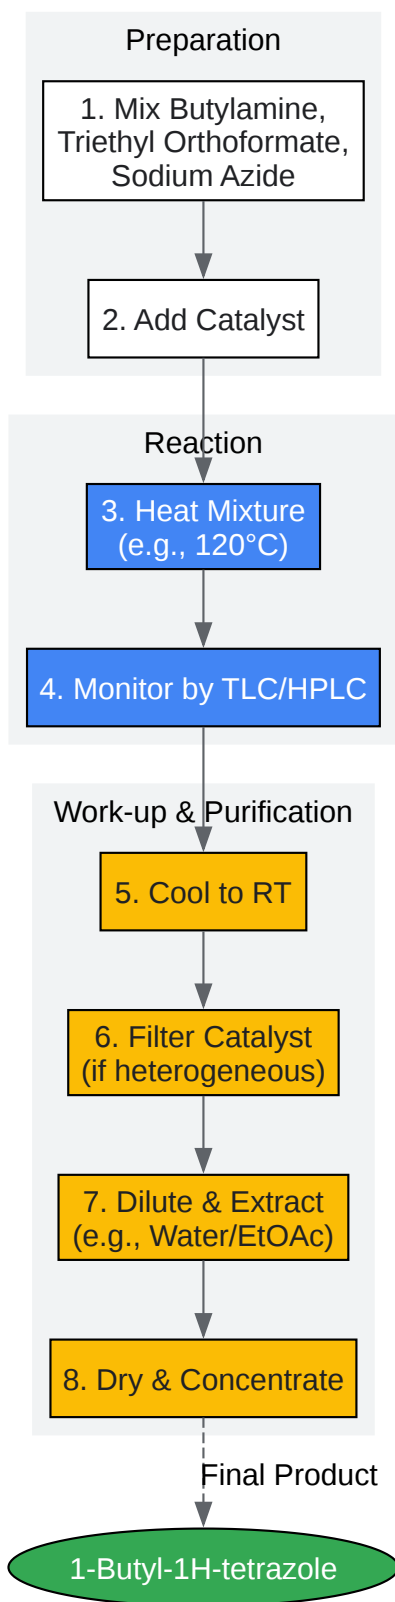 Preparation
1. Mix Butylamine,
Triethyl Orthoformate,
Sodium Azide
2. Add Catalyst
Reaction
3. Heat Mixture
(e.g., 120°C)
4. Monitor by TLC/HPLC
Work-up & Purification
5. Cool to RT
6. Filter Catalyst
(if heterogeneous)
7. Dilute & Extract
(e.g., Water/EtOAc)
8. Dry & Concentrate
Final Product
1-Butyl-1H-tetrazole